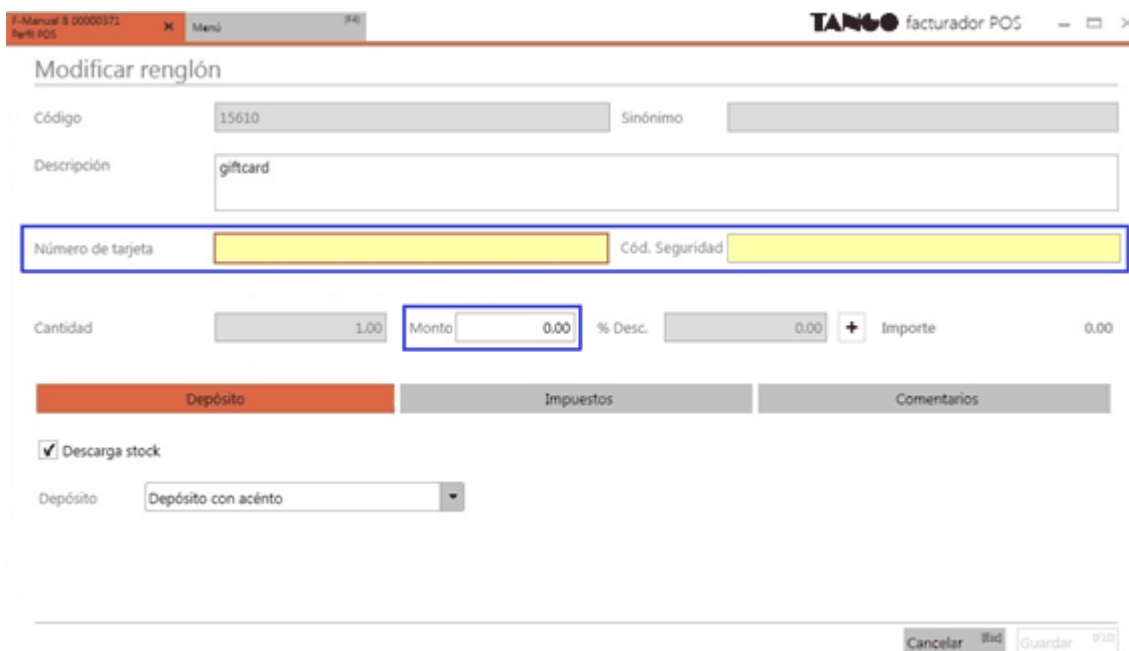 F-Manual B 00000371
Perfil POS
Menú [F4]
TANGO facturador POS
Modificar renglón
Código 15610 Sinónimo
Descripción giftcard
Número de tarjeta Cód. Seguridad
Cantidad 1.00 Monto 0.00 % Desc. 0.00 + Importe 0.00
Depósito Impuestos Comentarios
Descarga stock
Depósito Depósito con acénto
Cancelar [Esc] Guardar [F10]